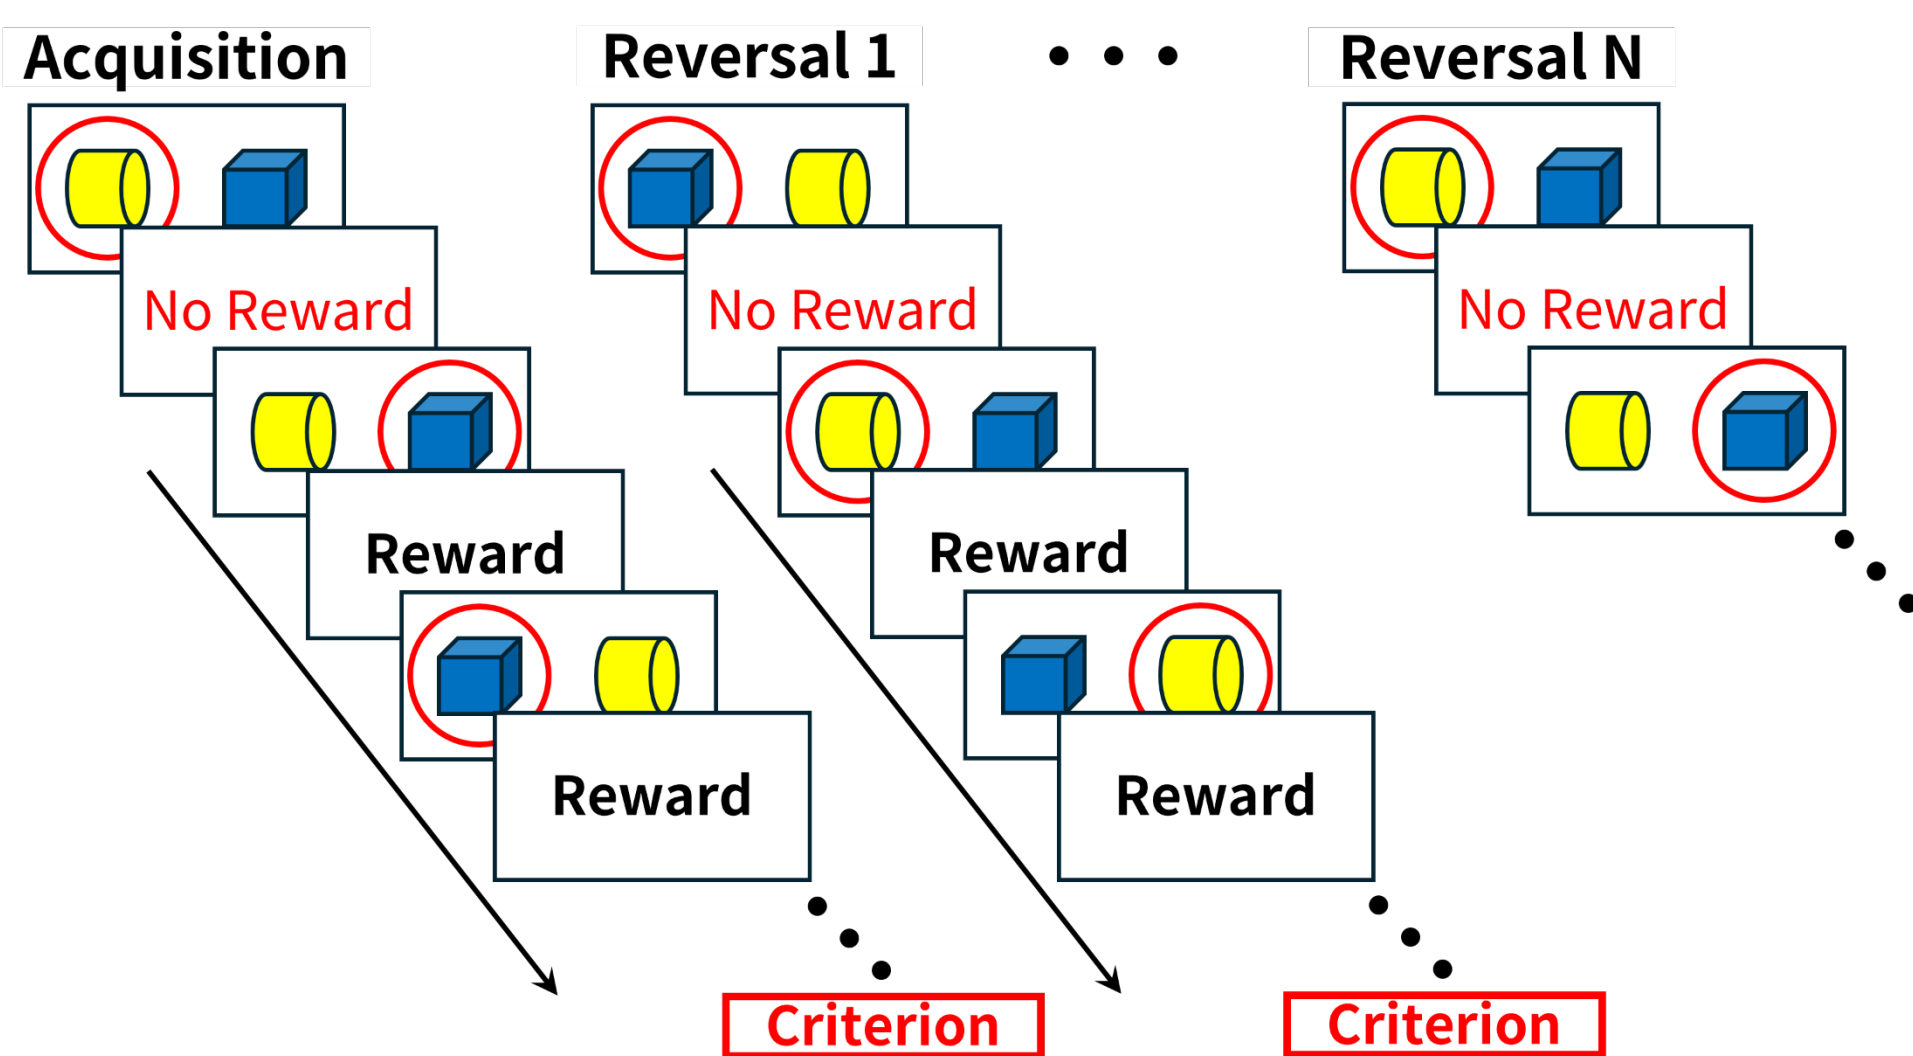 Acquisition
No Reward
Reward
Reward
Criterion
Reversal 1
No Reward
Reward
Reward
Criterion
Reversal N
No Reward